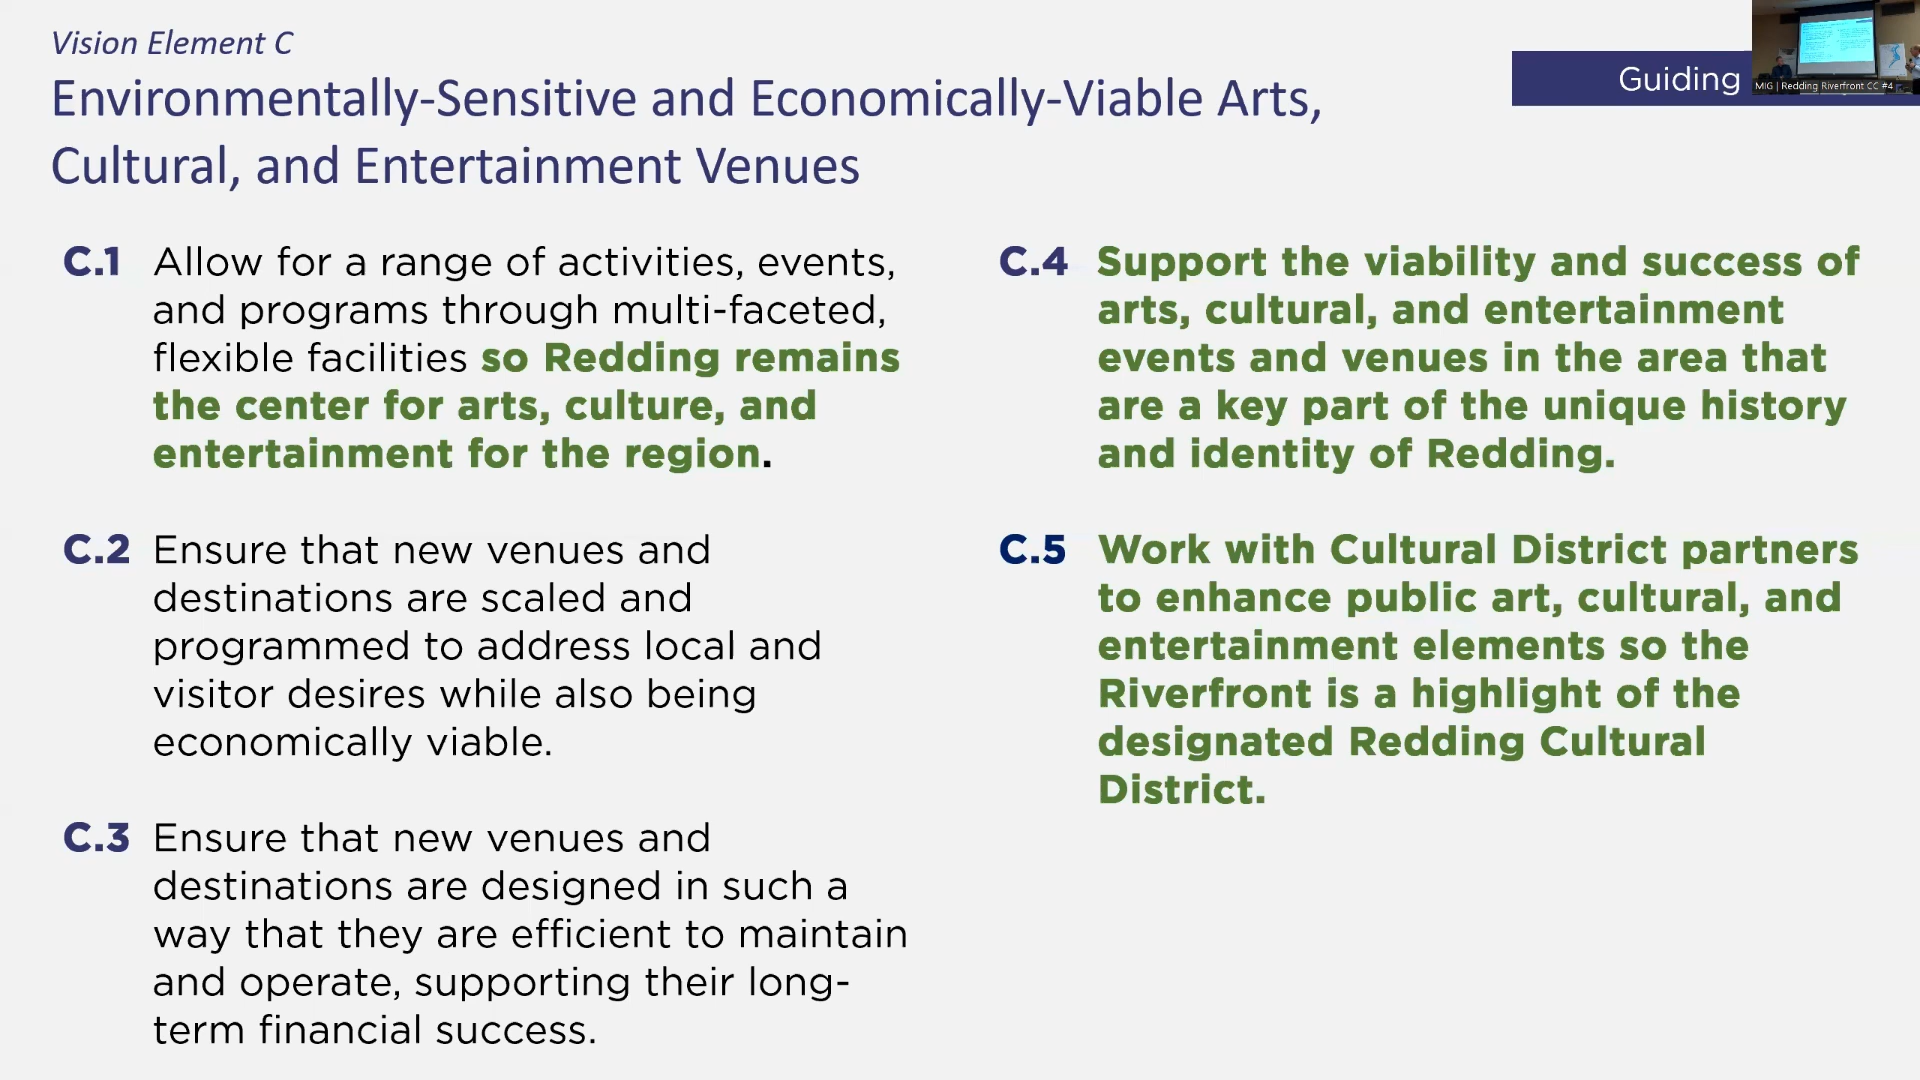 Vision Element C
Environmentally-Sensitive and Economically-Viable Arts,
Cultural, and Entertainment Venues
Guiding
MIG | Redding Riverfront CC #4
C.1 Allow for a range of activities, events,
and programs through multi-faceted,
flexible facilities so Redding remains
the center for arts, culture, and
entertainment for the region.
C.2 Ensure that new venues and
destinations are scaled and
programmed to address local and
visitor desires while also being
economically viable.
C.3 Ensure that new venues and
destinations are designed in such a
way that they are efficient to maintain
and operate, supporting their long-
term financial success.
C.4 Support the viability and success of
arts, cultural, and entertainment
events and venues in the area that
are a key part of the unique history
and identity of Redding.
C.5 Work with Cultural District partners
to enhance public art, cultural, and
entertainment elements so the
Riverfront is a highlight of the
designated Redding Cultural
District.